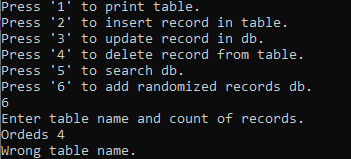 Press '1' to print table.
Press '2' to insert record in table.
Press '3' to update record in db.
Press '4' to delete record from table.
Press '5' to search db.
Press '6' to add randomized records db.
6
Enter table name and count of records.
Ordeds 4
Wrong table name.